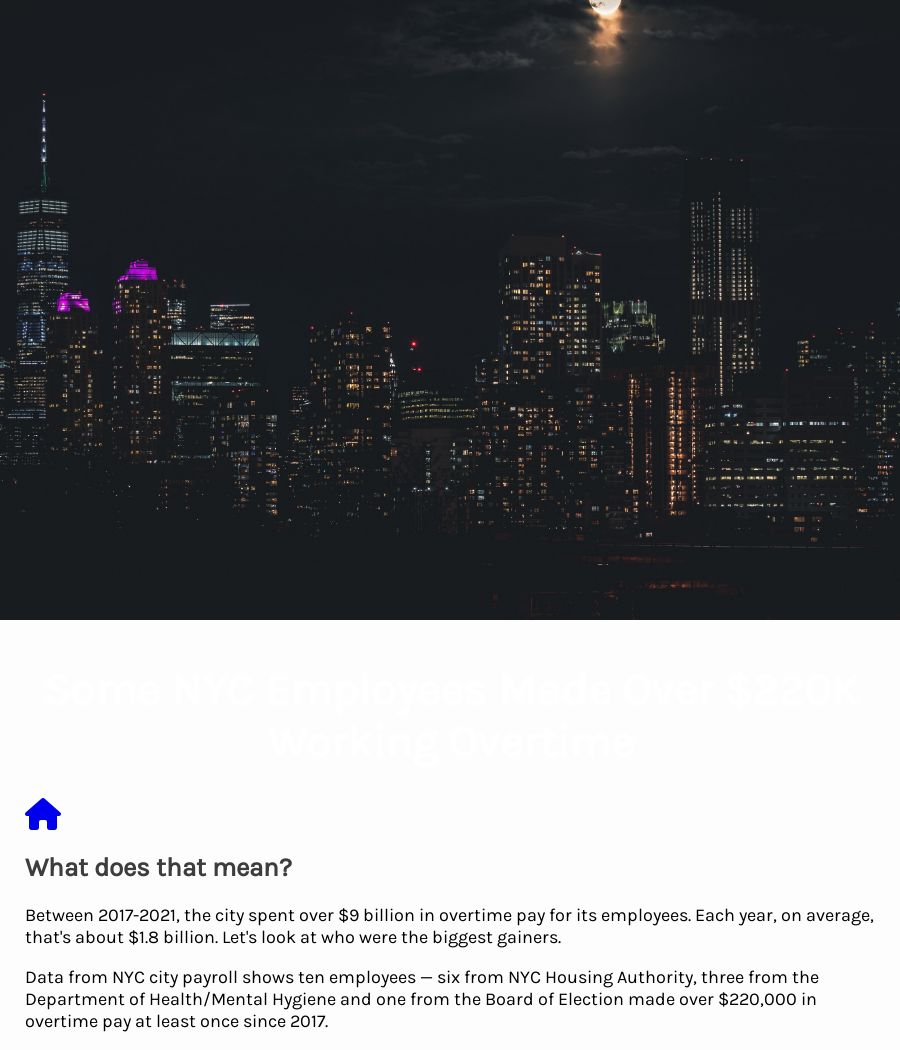 Some NYC Employees Made Over $220K
Working Overtime
What does that mean?
Between 2017-2021, the city spent over $9 billion in overtime pay for its employees. Each year, on average,
that's about $1.8 billion. Let's look at who were the biggest gainers.
Data from NYC city payroll shows ten employees — six from NYC Housing Authority, three from the
Department of Health/Mental Hygiene and one from the Board of Election made over $220,000 in
overtime pay at least once since 2017.